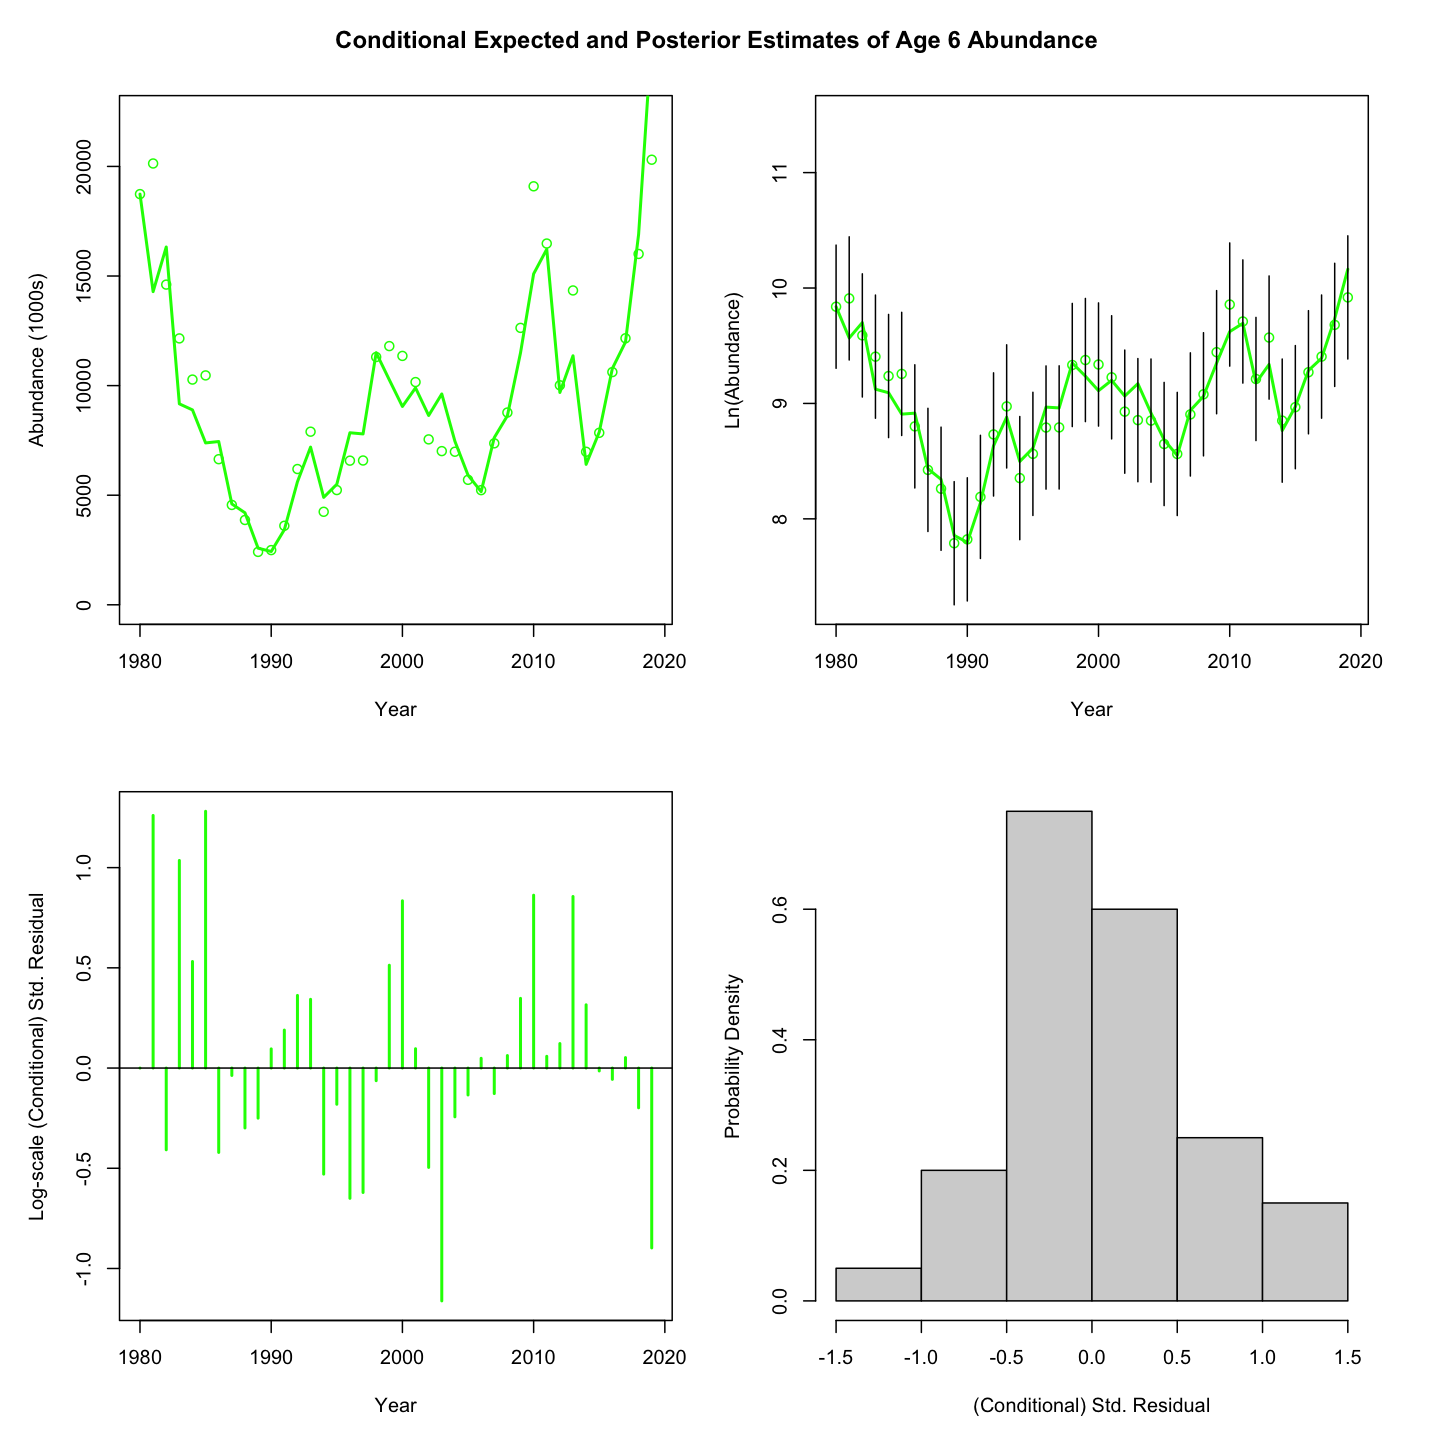 Conditional Expected and Posterior Estimates of Age 6 Abundance
Abundance (1000s)
20000
15000
10000
5000
0
1980 1990 2000 2010 2020
Year
Ln(Abundance)
11
10
9
8
1980 1990 2000 2010 2020
Year
Log-scale (Conditional) Std. Residual
1.0
0.5
0.0
-0.5
-1.0
1980 1990 2000 2010 2020
Year
Probability Density
0.6
0.4
0.2
0.0
-1.5 -1.0 -0.5 0.0 0.5 1.0 1.5
(Conditional) Std. Residual